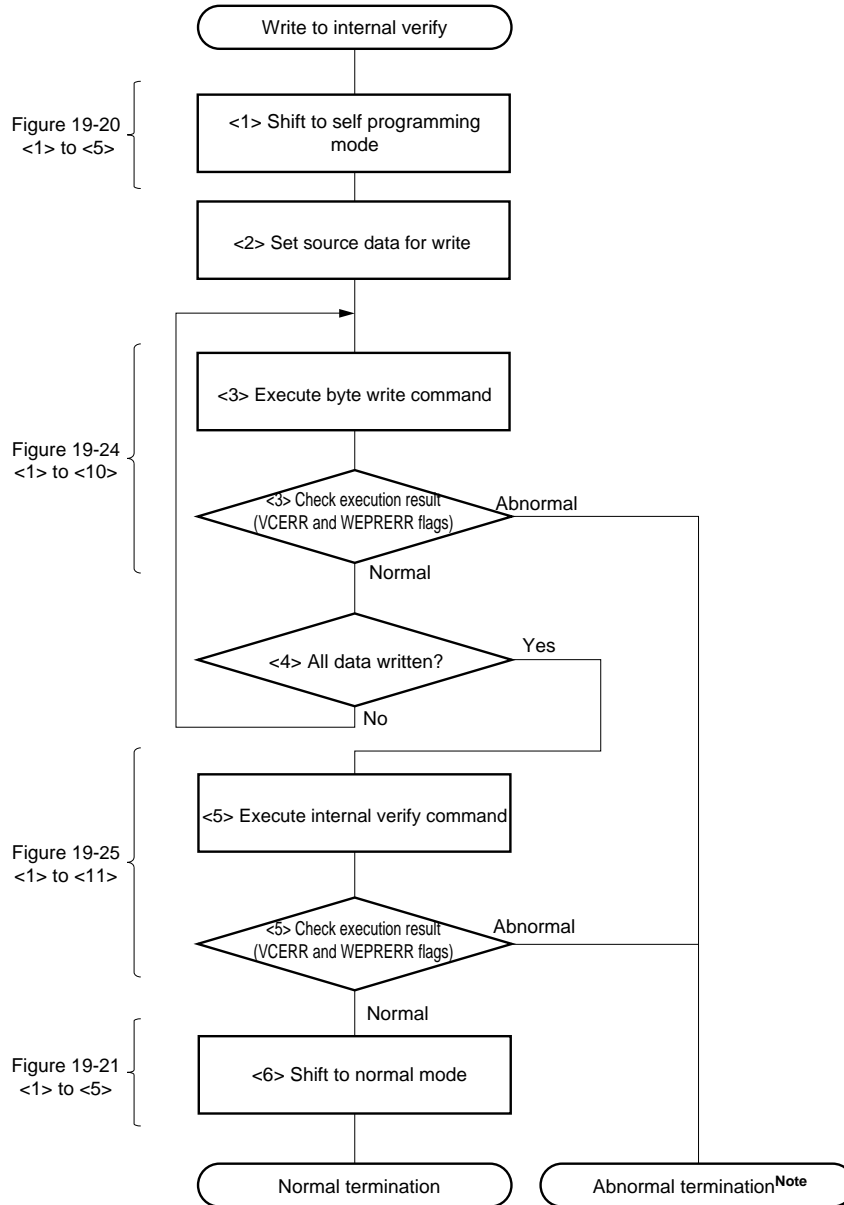 Write to internal verify
Figure 19-20
<1> to <5>
<1> Shift to self programming
mode
<2> Set source data for write
Figure 19-24
<1> to <10>
<3> Execute byte write command
<3> Check execution result
(VCERR and WEPRERR flags)
Abnormal
Normal
<4> All data written?
Yes
No
Figure 19-25
<1> to <11>
<5> Execute internal verify command
<5> Check execution result
(VCERR and WEPRERR flags)
Abnormal
Normal
Figure 19-21
<1> to <5>
<6> Shift to normal mode
Normal termination
Abnormal terminationNote